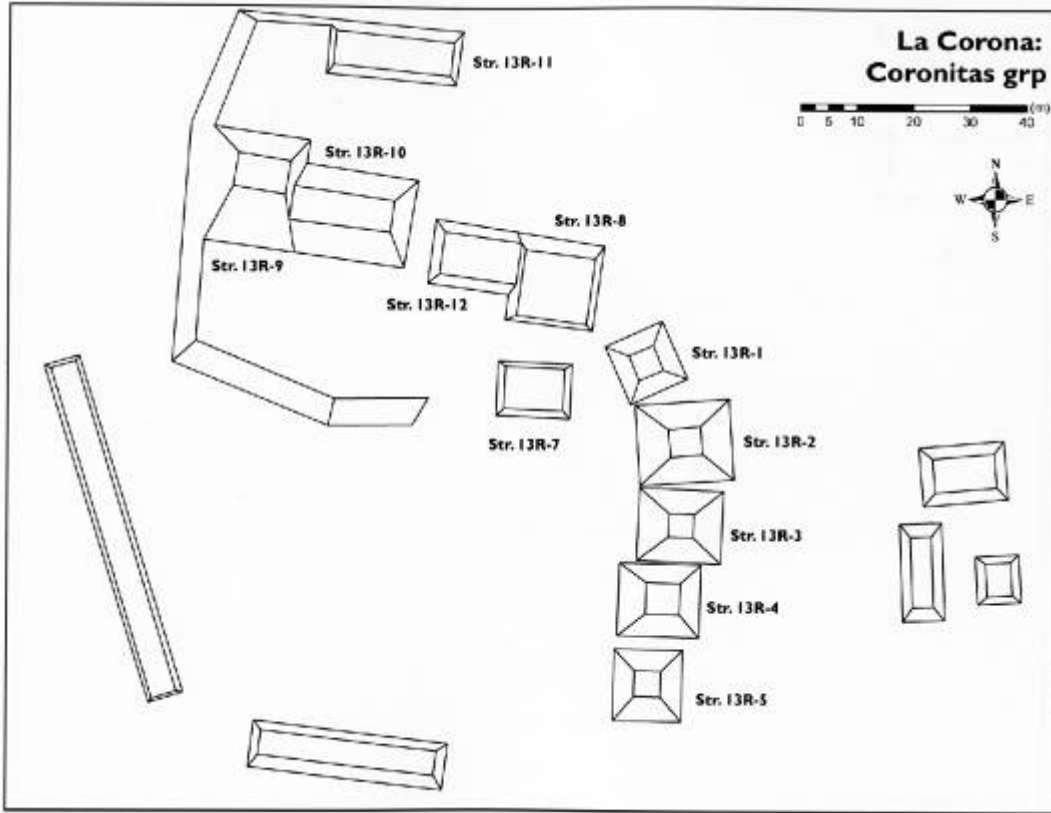 La Corona:
Coronitas grp
0 5 10 20 30 40 (m)
N
W E
S
Str. 13R-11
Str. 13R-10
Str. 13R-8
Str. 13R-9
Str. 13R-12
Str. 13R-1
Str. 13R-7
Str. 13R-2
Str. 13R-3
Str. 13R-4
Str. 13R-5